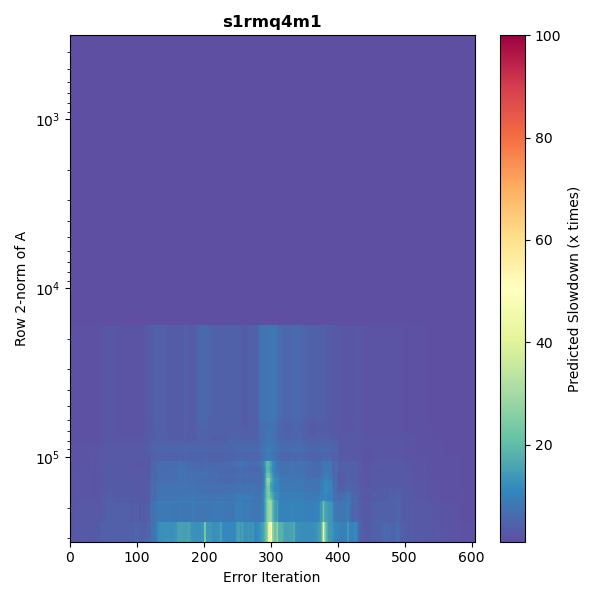 s1rmq4m1
Row 2-norm of A
10³
10⁴
10⁵
0 100 200 300 400 500 600
Error Iteration
100
80
60
40
20
Predicted Slowdown (x times)